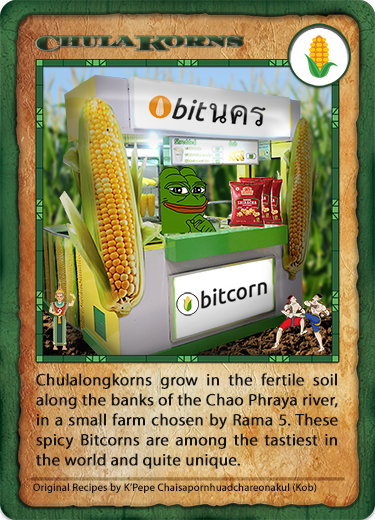 ChulaKorns
bitนคร
SRIRACHA
bitcorn
Chulalongkorns grow in the fertile soil
along the banks of the Chao Phraya river,
in a small farm chosen by Rama 5. These
spicy Bitcorns are among the tastiest in
the world and quite unique.
Original Recipes by K'Pepe Chaisapornhuadchareonakul (Kob)